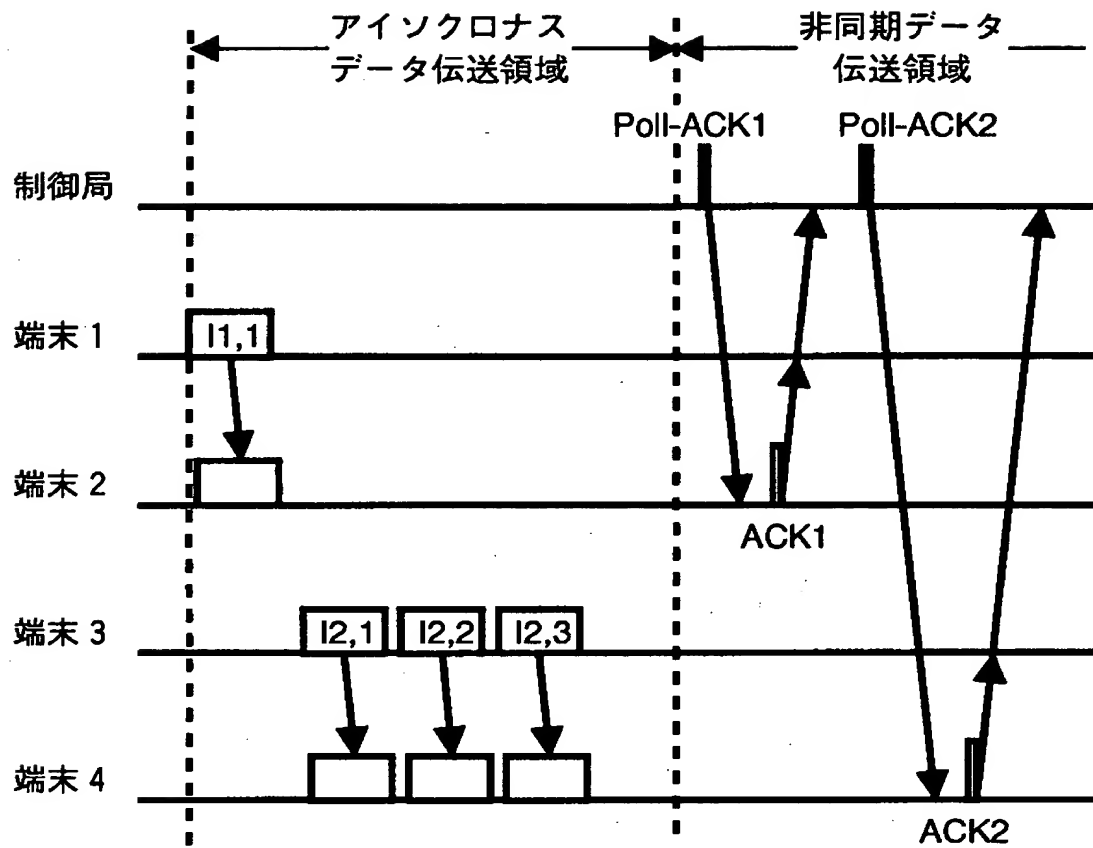 アイソクロナス
データ伝送領域
非同期データ
伝送領域
Poll-ACK1
Poll-ACK2
制御局
端末1
I1,1
端末2
ACK1
端末3
I2,1
I2,2
I2,3
端末4
ACK2